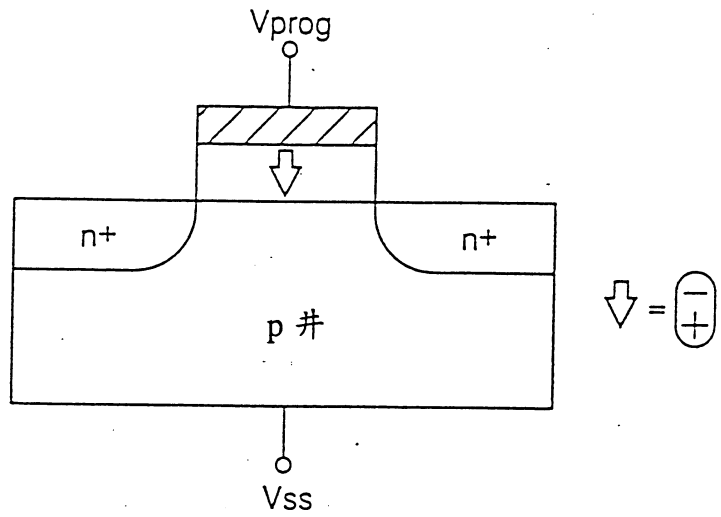 Vprog
n+
n+
p 井
= − +
Vss